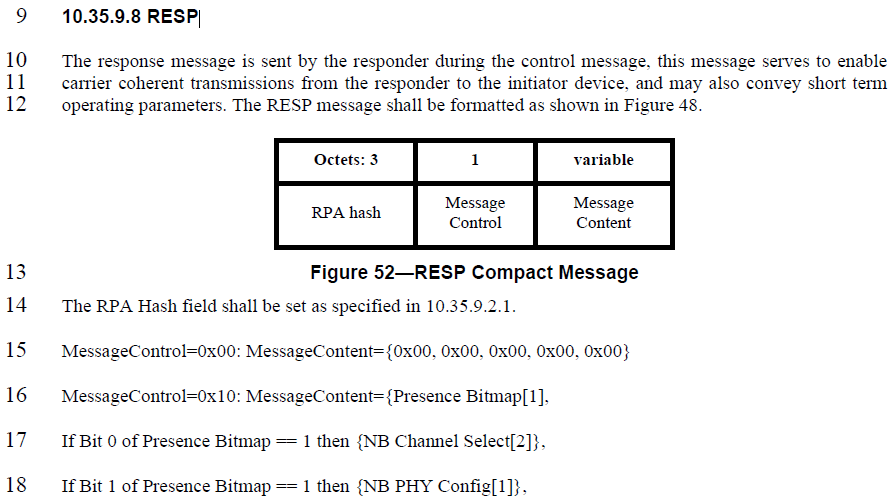 9 10.35.9.8 RESP
10 The response message is sent by the responder during the control message, this message serves to enable
11 carrier coherent transmissions from the responder to the initiator device, and may also convey short term
12 operating parameters. The RESP message shall be formatted as shown in Figure 48.
Octets: 3 1 variable
RPA hash Message Control Message Content
13 Figure 52—RESP Compact Message
14 The RPA Hash field shall be set as specified in 10.35.9.2.1.
15 MessageControl=0x00: MessageContent={0x00, 0x00, 0x00, 0x00, 0x00}
16 MessageControl=0x10: MessageContent={Presence Bitmap[1],
17 If Bit 0 of Presence Bitmap == 1 then {NB Channel Select[2]},
18 If Bit 1 of Presence Bitmap == 1 then {NB PHY Config[1]},